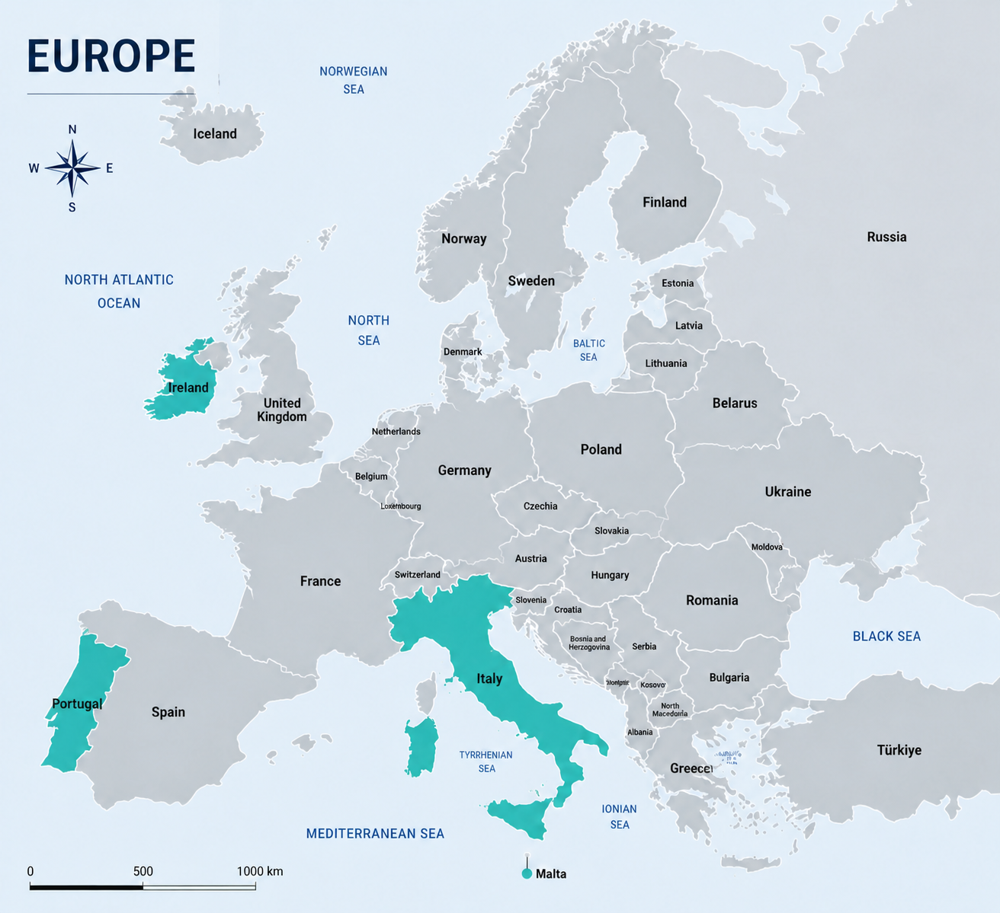 EUROPE
NORWEGIAN
SEA
Iceland
N
W
E
S
Finland
Norway
Russia
NORTH ATLANTIC
OCEAN
Sweden
Estonia
NORTH
SEA
Latvia
BALTIC
SEA
Denmark
Lithuania
Ireland
United
Kingdom
Belarus
Netherlands
Poland
Germany
Belgium
Ukraine
Luxembourg
Czechia
Slovakia
Moldova
Austria
Switzerland
Hungary
France
Slovenia
Romania
Croatia
BLACK SEA
Bosnia and
Herzogovina
Serbia
Italy
Bulgaria
Kosovo
Portugal
Spain
North
Macedonia
Albania
Türkiye
TYRRHENIAN
SEA
Greece
IONIAN
SEA
MEDITERRANEAN SEA
Malta
0
500
1000 km